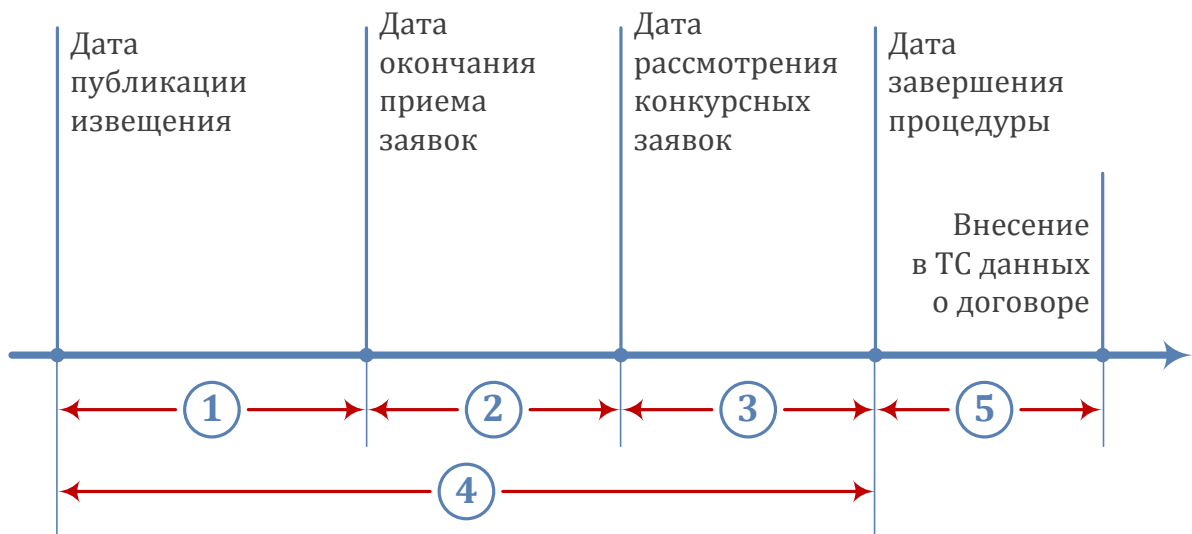 Дата
публикации
извещения
Дата
окончания
приема
заявок
Дата
рассмотрения
конкурсных
заявок
Дата
завершения
процедуры
Внесение
в ТС данных
о договоре
1
2
3
5
4